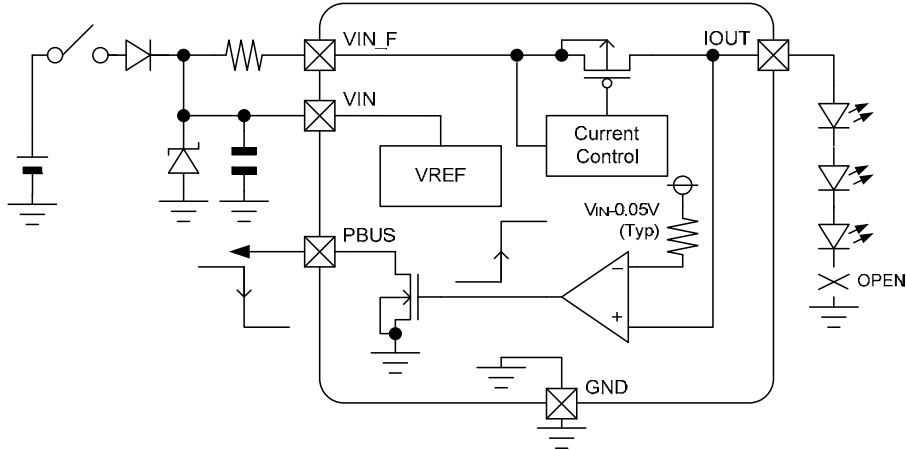 VIN_F
IOUT
VIN
Current
Control
VREF
VIN-0.05V
(Typ)
PBUS
−
+
OPEN
GND